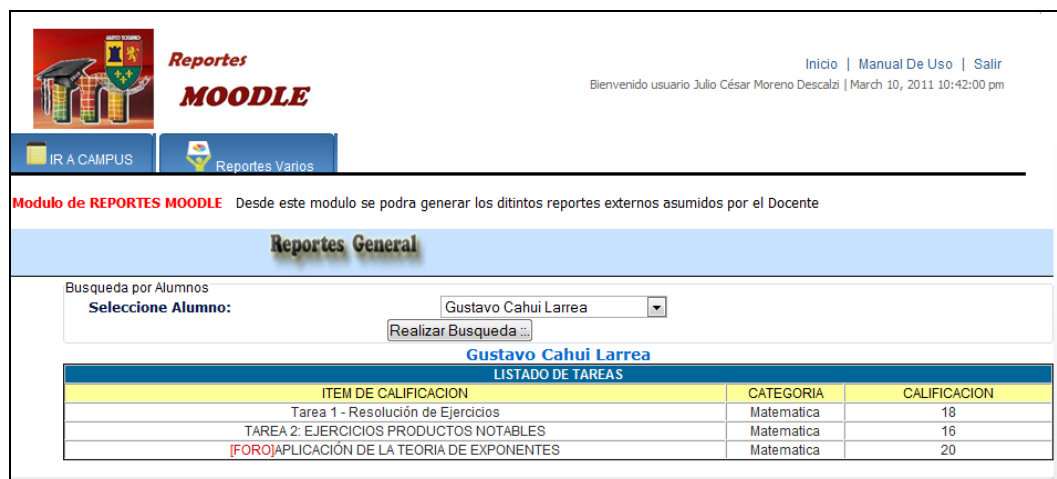 Reportes
MOODLE
Inicio | Manual De Uso | Salir
Bienvenido usuario Julio César Moreno Descalzi | March 10, 2011 10:42:00 pm
IR A CAMPUS
Reportes Varios
Modulo de REPORTES MOODLE Desde este modulo se podra generar los ditintos reportes externos asumidos por el Docente
Reportes General
Busqueda por Alumnos
Seleccione Alumno: Gustavo Cahui Larrea
Realizar Busqueda ::.
Gustavo Cahui Larrea
LISTADO DE TAREAS
ITEM DE CALIFICACION CATEGORIA CALIFICACION
Tarea 1 - Resolución de Ejercicios Matematica 18
TAREA 2: EJERCICIOS PRODUCTOS NOTABLES Matematica 16
[FORO]APLICACIÓN DE LA TEORIA DE EXPONENTES Matematica 20